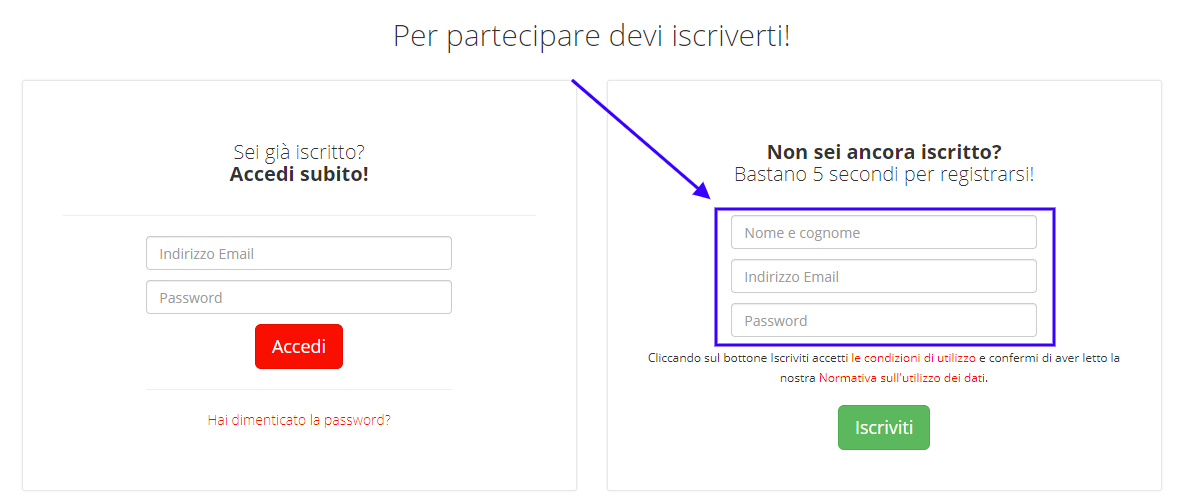 Per partecipare devi iscriverti!
Sei già iscritto?
Accedi subito!
Indirizzo Email
Password
Accedi
Hai dimenticato la password?
Non sei ancora iscritto?
Bastano 5 secondi per registrarsi!
Nome e cognome
Indirizzo Email
Password
Cliccando sul bottone Iscriviti accetti le condizioni di utilizzo e confermi di aver letto la
nostra Normativa sull'utilizzo dei dati.
Iscriviti